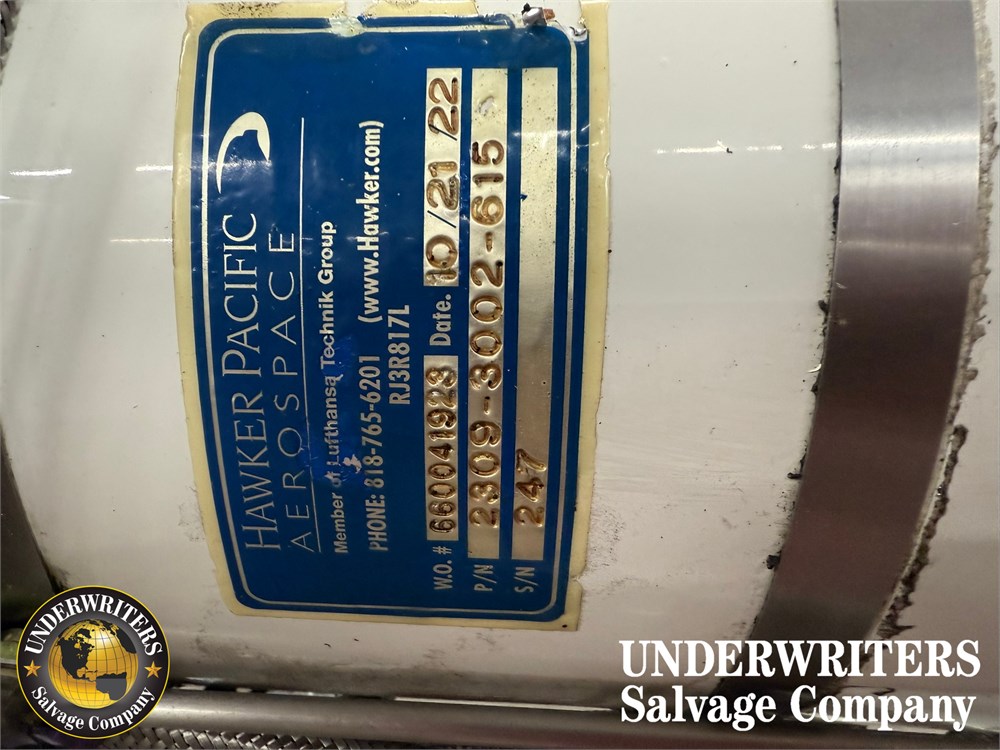 HAWKER PACIFIC
AEROSPACE
Member of Lufthansa Technik Group
PHONE: 818-765-6201 (www.Hawker.com)
RJ3R817L
W.O. # 660041923 Date. 10/21/22
P/N 2309-3002-615
S/N 247
UNDERWRITERS
Salvage Company
UNDERWRITERS
Salvage Company